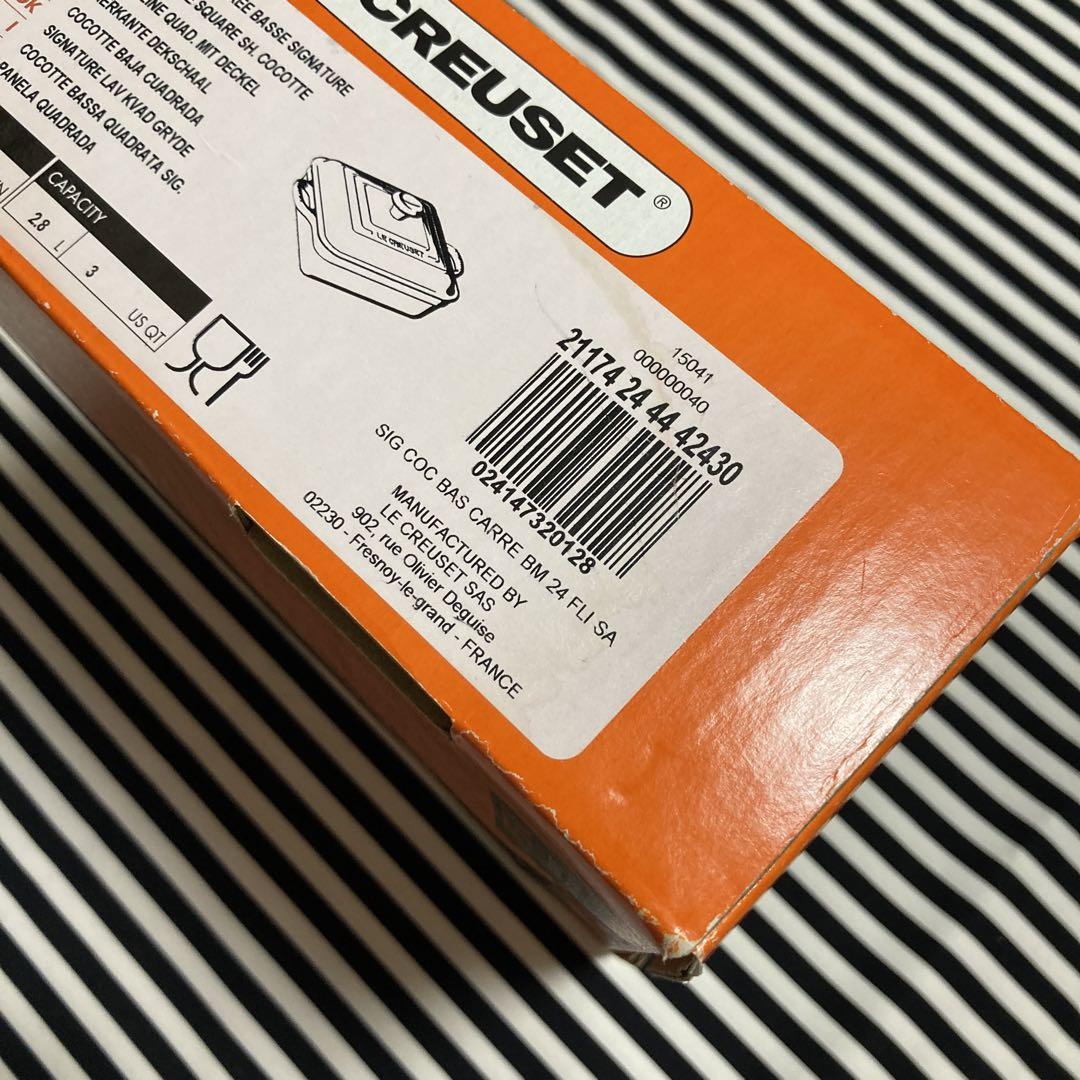 CREUSET®
BASSE SIGNATURE
SQUARE SH. COCOTTE
QUAD. MIT DECKEL
DEKSCHAAL
COCOTTE BAJA CUADRADA
SIGNATURE LAV KVAD GRYDE
COCOTTE BASSA QUADRATA SIG.
PANELA QUADRADA
CAPACITY
2.8 L
3 US QT
LE CREUSET
15041
000000040
21174 24 44 42430
024147320128
SIG COC BAS CARRE BM 24 FLI SA
MANUFACTURED BY
LE CREUSET SAS
902, rue Olivier Deguise
02230 - Fresnoy-le-grand - FRANCE